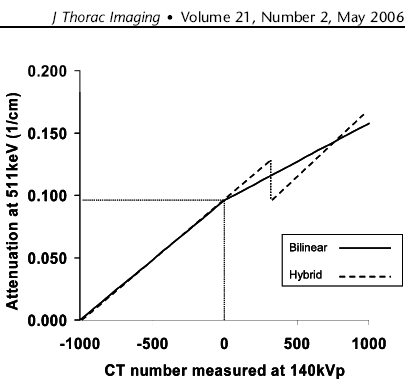 J Thorac Imaging • Volume 21, Number 2, May 2006
Attenuation at 511keV (1/cm)
0.200
0.150
0.100
0.050
0.000
-1000 -500 0 500 1000
CT number measured at 140kVp
Bilinear
Hybrid